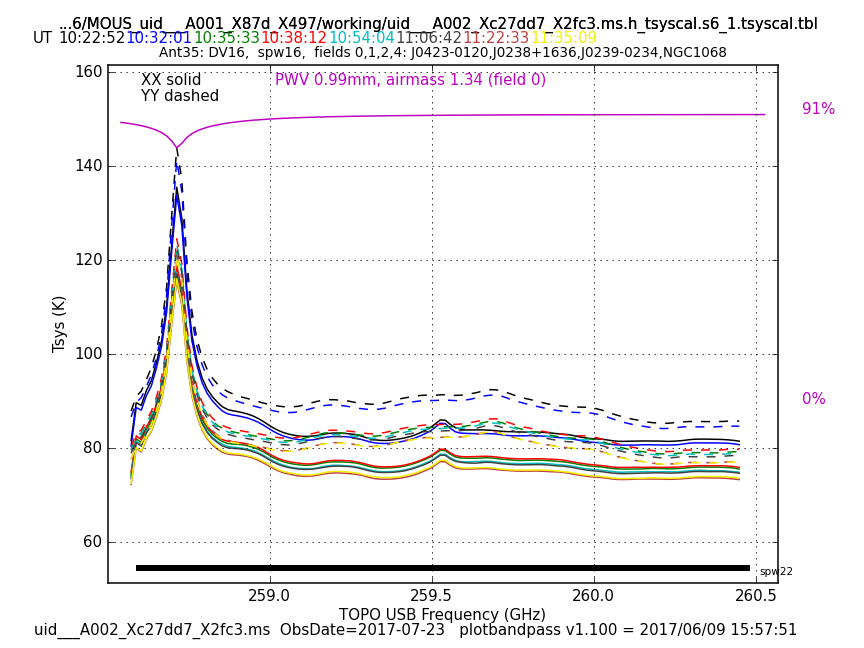 ...6/MOUS_uid___A001_X87d_X497/working/uid___A002_Xc27dd7_X2fc3.ms.h_tsyscal.s6_1.tsyscal.tbl
UT 10:22:52 10:32:01 10:35:33 10:38:12 10:54:04 11:06:42 11:22:33 11:35:09
Ant35: DV16, spw16, fields 0,1,2,4: J0423-0120,J0238+1636,J0239-0234,NGC1068
160
XX solid
PWV 0.99mm, airmass 1.34 (field 0)
YY dashed
91%
140
120
Tsys (K)
100
0%
80
60
spw22
259.0 259.5 260.0 260.5
TOPO USB Frequency (GHz)
uid___A002_Xc27dd7_X2fc3.ms ObsDate=2017-07-23 plotbandpass v1.100 = 2017/06/09 15:57:51